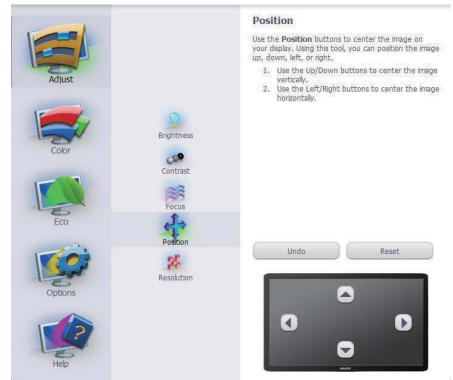 Adjust
Color
Eco
Options
Help
Brightness
Contrast
Focus
Position
Resolution
Position
Use the Position buttons to center the image on
your display. Using this tool, you can position the image
up, down, left, or right.
1. Use the Up/Down buttons to center the image
vertically.
2. Use the Left/Right buttons to center the image
horizontally.
Undo
Reset
PHILIPS